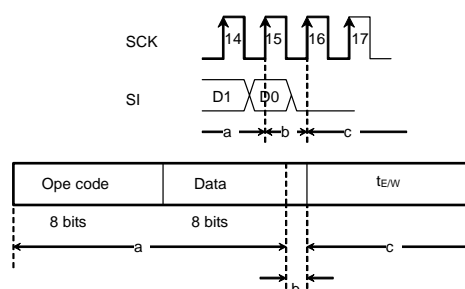 SCK
14 15 16 17
SI
D1 D0
a b c
Ope code Data tE/W
8 bits 8 bits
a c
b